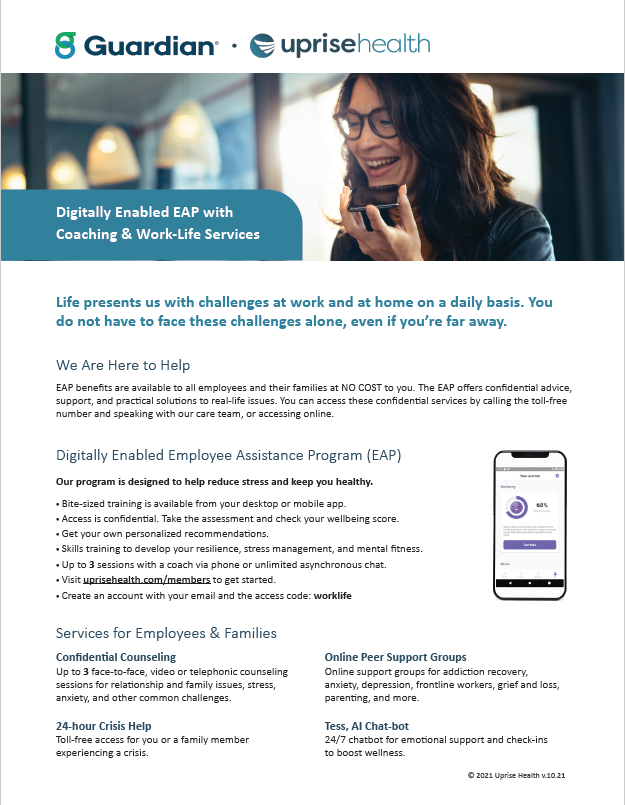 Guardian® · uprisehealth
Digitally Enabled EAP with
Coaching & Work-Life Services
Life presents us with challenges at work and at home on a daily basis. You
do not have to face these challenges alone, even if you’re far away.
We Are Here to Help
EAP benefits are available to all employees and their families at NO COST to you. The EAP offers confidential advice,
support, and practical solutions to real-life issues. You can access these confidential services by calling the toll-free
number and speaking with our care team, or accessing online.
Digitally Enabled Employee Assistance Program (EAP)
Our program is designed to help reduce stress and keep you healthy.
• Bite-sized training is available from your desktop or mobile app.
• Access is confidential. Take the assessment and check your wellbeing score.
• Get your own personalized recommendations.
• Skills training to develop your resilience, stress management, and mental fitness.
• Up to 3 sessions with a coach via phone or unlimited asynchronous chat.
• Visit uprisehealth.com/members to get started.
• Create an account with your email and the access code: worklife
68%
Services for Employees & Families
Confidential Counseling
Up to 3 face-to-face, video or telephonic counseling
sessions for relationship and family issues, stress,
anxiety, and other common challenges.
Online Peer Support Groups
Online support groups for addiction recovery,
anxiety, depression, frontline workers, grief and loss,
parenting, and more.
24-hour Crisis Help
Toll-free access for you or a family member
experiencing a crisis.
Tess, AI Chat-bot
24/7 chatbot for emotional support and check-ins
to boost wellness.
© 2021 Uprise Health v.10.21